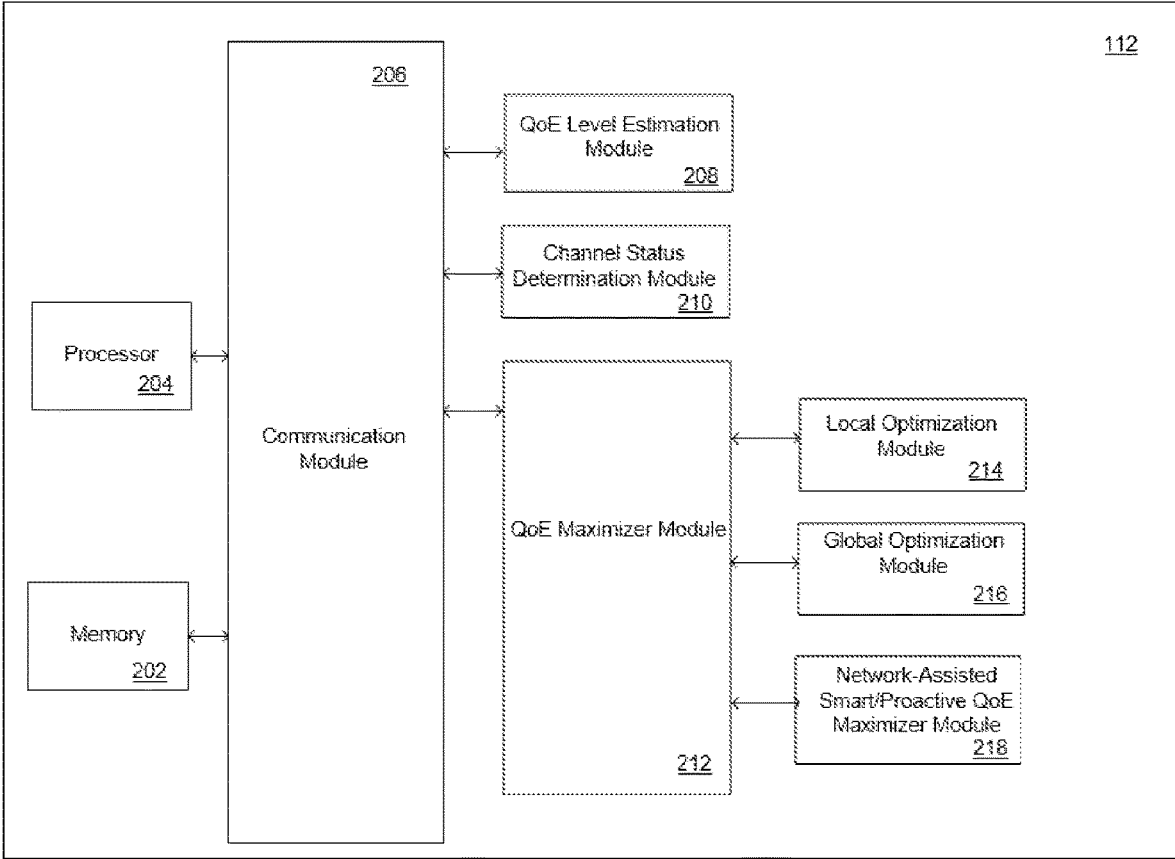 112
206
QoE Level Estimation
Module
208
Channel Status
Determination Module
210
Processor
204
Communication
Module
Local Optimization
Module
214
QoE Maximizer Module
Global Optimization
Module
216
Memory
202
Network-Assisted
Smart/Proactive QoE
Maximizer Module
218
212